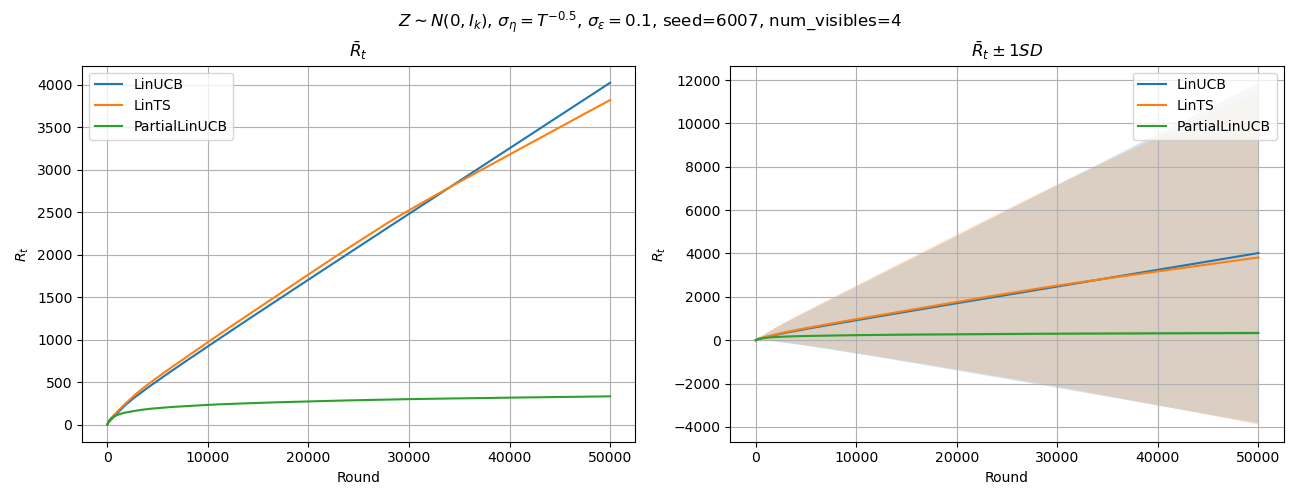 Z ∼ N(0, I_k), σ_η = T^{−0.5}, σ_ε = 0.1, seed=6007, num_visibles=4
R̄_t
4000
3500
3000
2500
2000
1500
1000
500
0
R_t
LinUCB
LinTS
PartialLinUCB
0 10000 20000 30000 40000 50000
Round
R̄_t ± 1SD
12000
10000
8000
6000
4000
2000
0
−2000
−4000
R_t
LinUCB
LinTS
PartialLinUCB
0 10000 20000 30000 40000 50000
Round